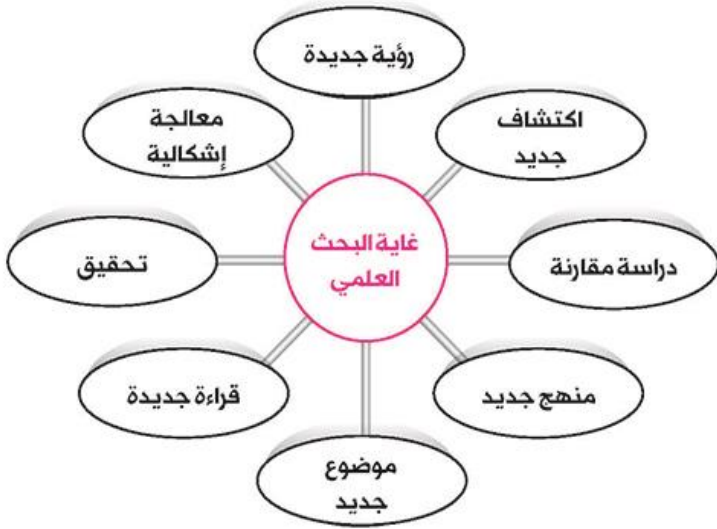 رؤية جديدة
اكتشاف
جديد
معالجة
إشكالية
غاية البحث
العلمي
دراسة مقارنة
تحقيق
منهج جديد
قراءة جديدة
موضوع
جديد